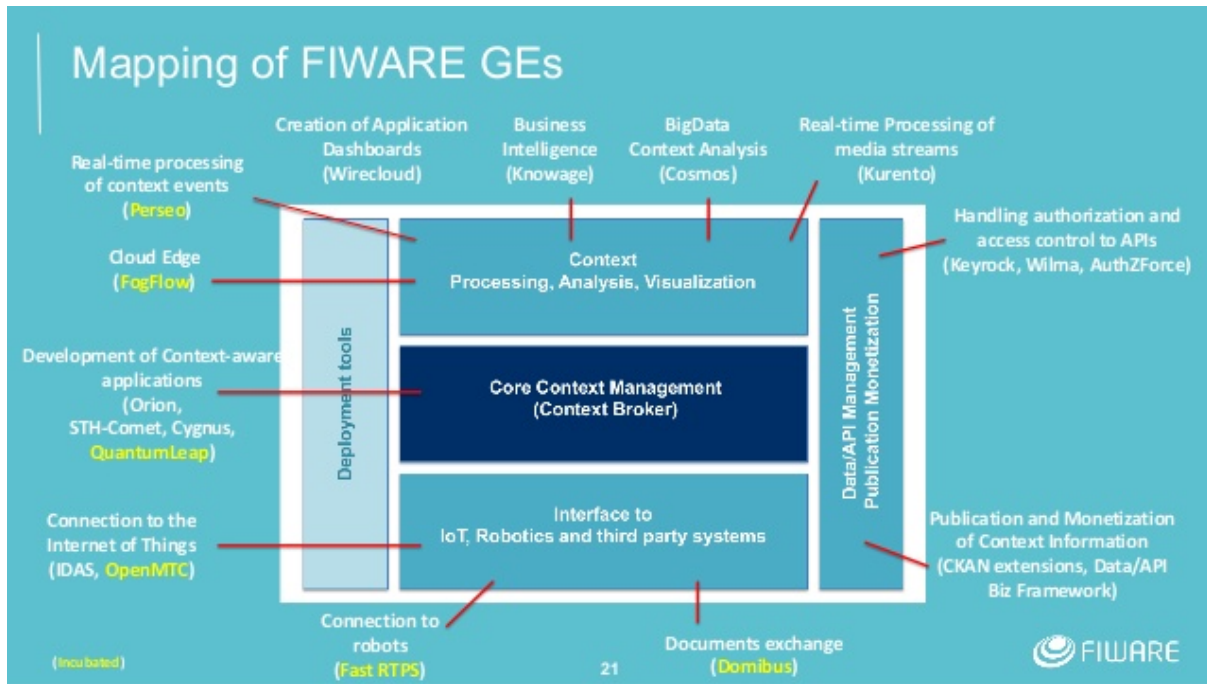 Mapping of FIWARE GEs
Creation of Application
Dashboards
(Wirecloud)
Business
Intelligence
(Knowage)
BigData
Context Analysis
(Cosmos)
Real-time Processing of
media streams
(Kurento)
Real-time processing
of context events
(Perseo)
Cloud Edge
(FogFlow)
Development of Context-aware
applications
(Orion,
STH-Comet, Cygnus,
QuantumLeap)
Connection to the
Internet of Things
(IDAS, OpenMTC)
Deployment tools
Context
Processing, Analysis, Visualization
Core Context Management
(Context Broker)
Interface to
IoT, Robotics and third party systems
Data/API Management
Publication Monetization
Handling authorization and
access control to APIs
(Keyrock, Wilma, AuthZForce)
Publication and Monetization
of Context Information
(CKAN extensions, Data/API
Biz Framework)
Connection to
robots
(Fast RTPS)
Documents exchange
(Domibus)
(Incubated)
21
FIWARE